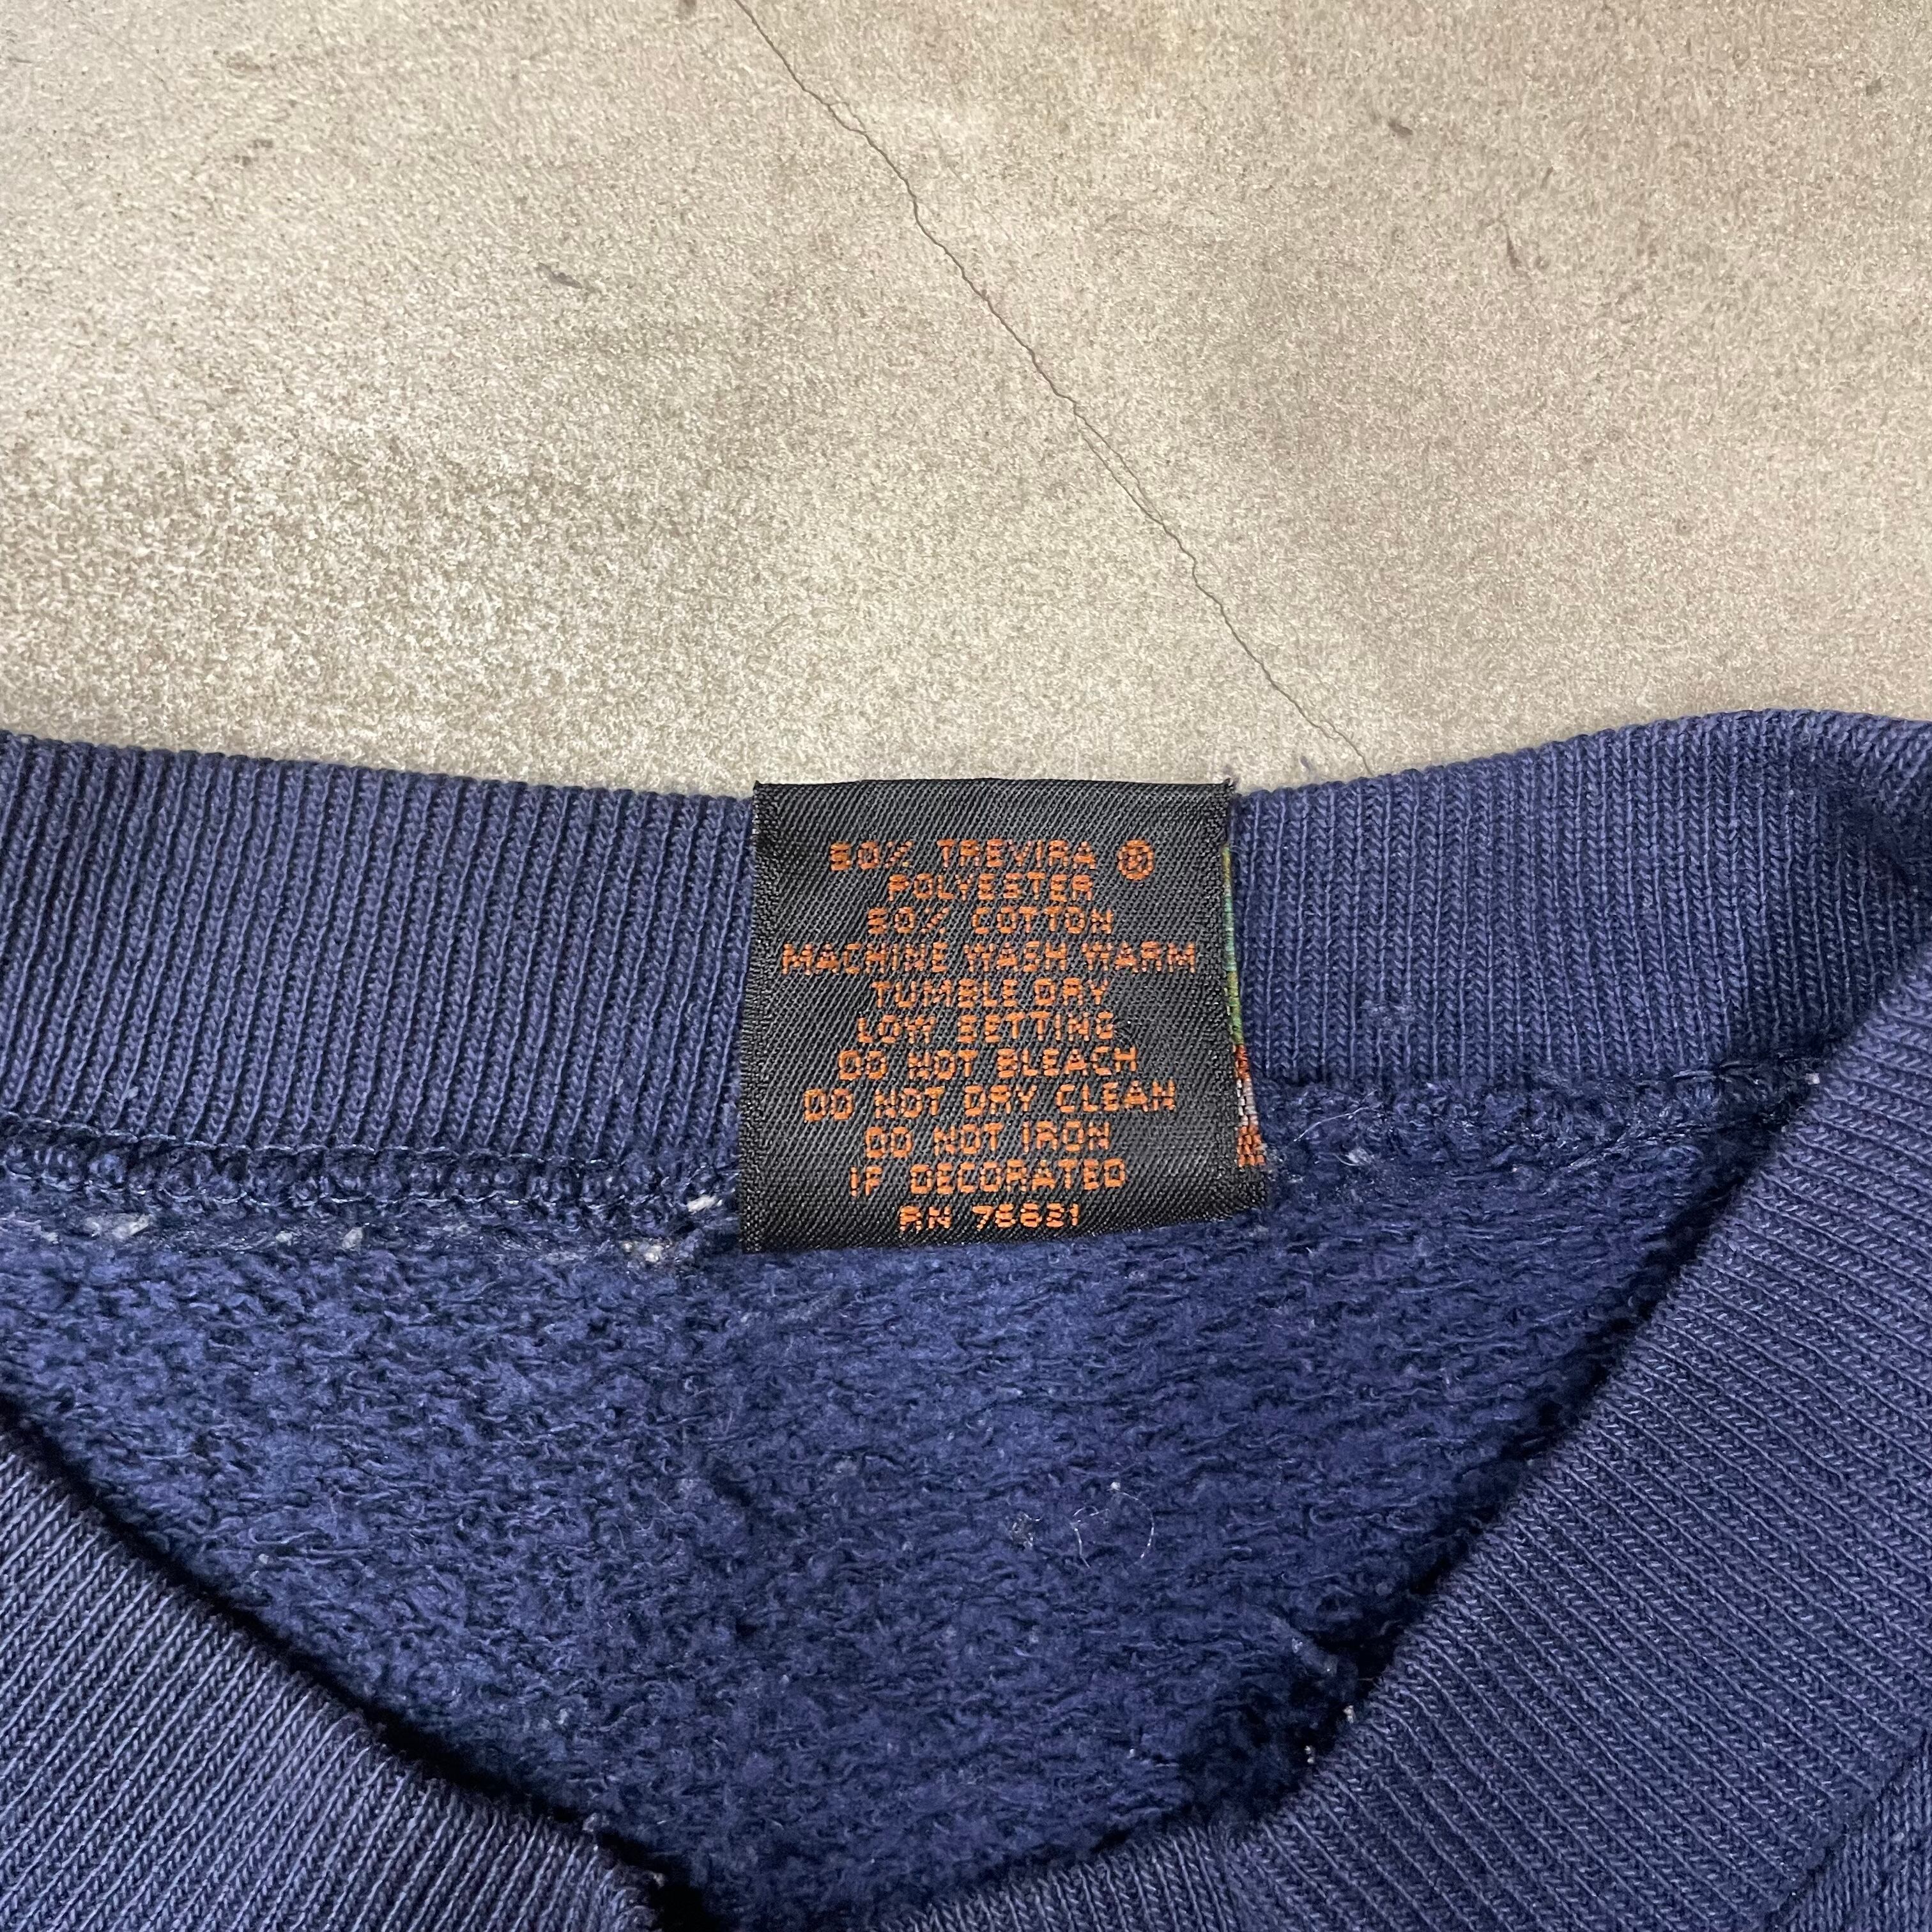 50% TREVIRA ®
POLYESTER
50% COTTON
MACHINE WASH WARM
TUMBLE DRY
LOW SETTING
DO NOT BLEACH
DO NOT DRY CLEAN
DO NOT IRON
IF DECORATED
RN